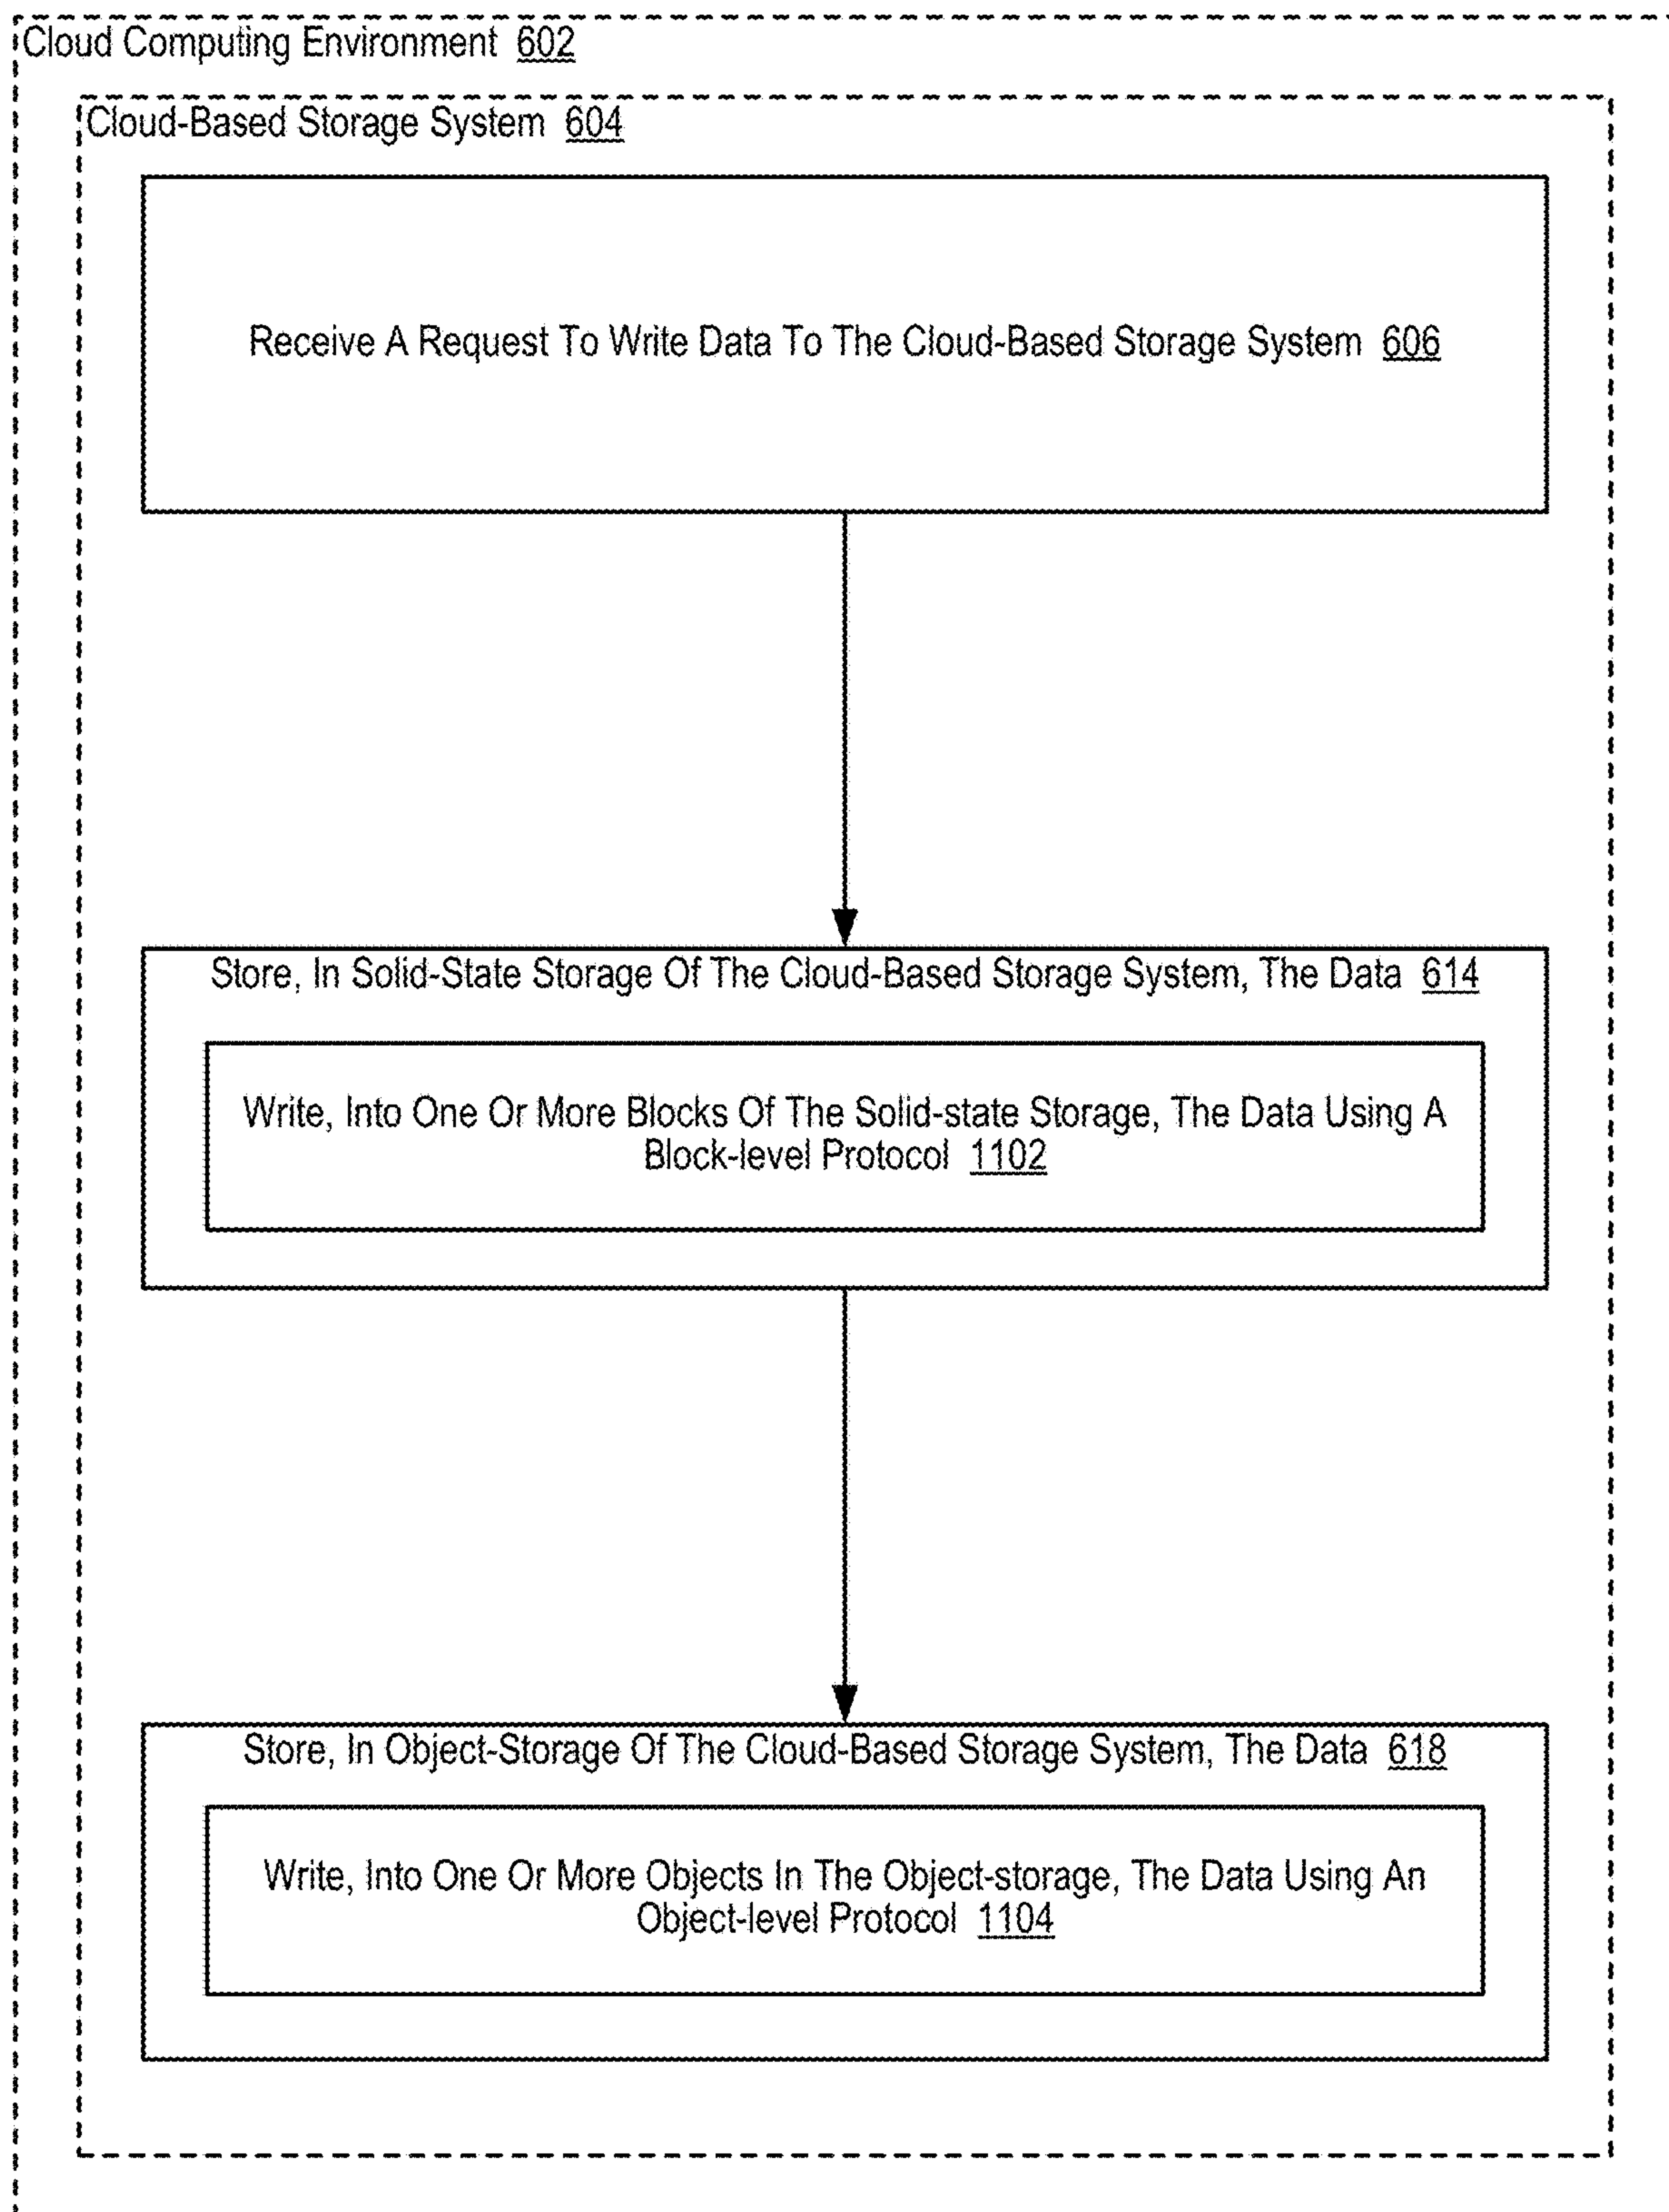 Cloud Computing Environment 602
Cloud-Based Storage System 604
Receive A Request To Write Data To The Cloud-Based Storage System 606
Store, In Solid-State Storage Of The Cloud-Based Storage System, The Data 614
Write, Into One Or More Blocks Of The Solid-state Storage, The Data Using A
Block-level Protocol 1102
Store, In Object-Storage Of The Cloud-Based Storage System, The Data 618
Write, Into One Or More Objects In The Object-storage, The Data Using An
Object-level Protocol 1104